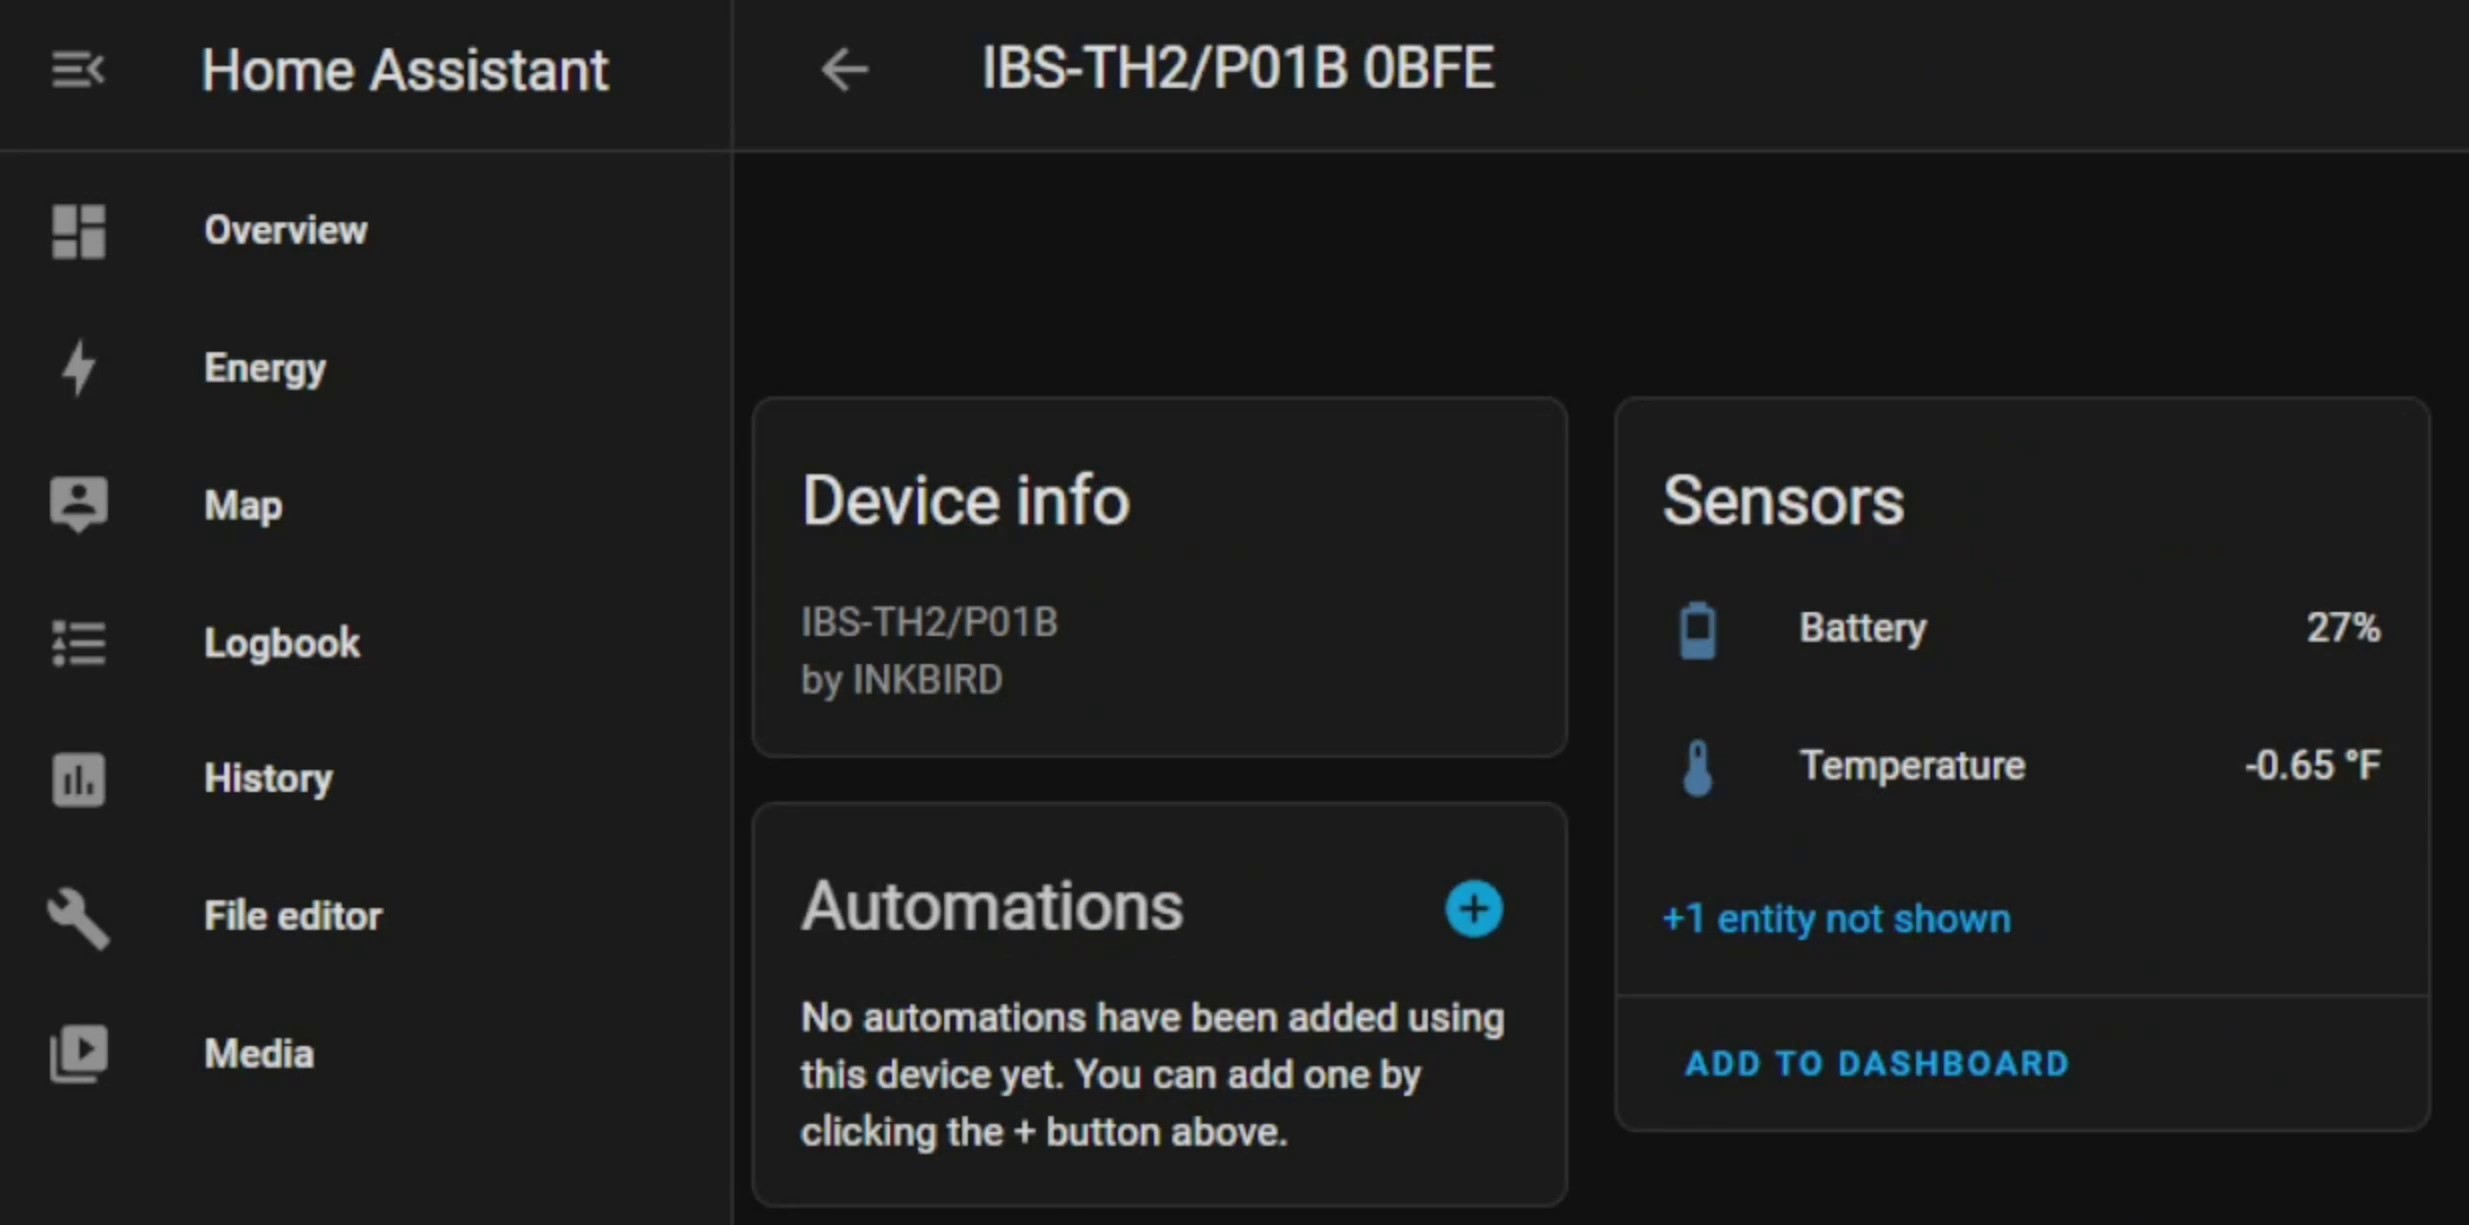 Home Assistant
IBS-TH2/P01B 0BFE
Overview
Energy
Map
Logbook
History
File editor
Media
Device info
IBS-TH2/P01B
by INKBIRD
Automations
No automations have been added using
this device yet. You can add one by
clicking the + button above.
Sensors
Battery 27%
Temperature -0.65 °F
+1 entity not shown
ADD TO DASHBOARD